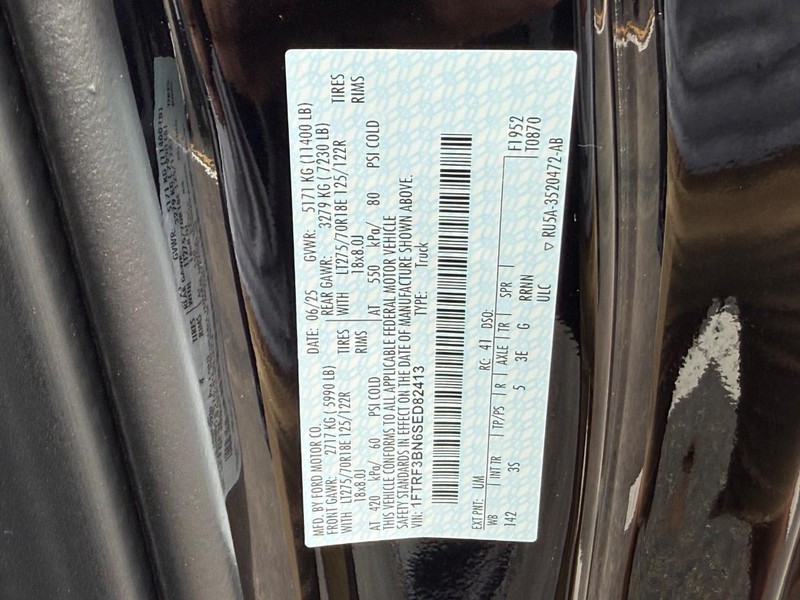 MFD. BY FORD MOTOR CO. DATE: 06/25 GVWR: 5171 KG (11400 LB)
FRONT GAWR: 2717 KG (5990 LB) REAR GAWR: 3279 KG (7230 LB)
WITH LT275/70R18E 125/122R TIRES WITH LT275/70R18E 125/122R TIRES
18x8.0J RIMS 18x8.0J RIMS
AT 420 kPa/ 60 PSI COLD AT 550 kPa/ 80 PSI COLD
THIS VEHICLE CONFORMS TO ALL APPLICABLE FEDERAL MOTOR VEHICLE
SAFETY STANDARDS IN EFFECT ON THE DATE OF MANUFACTURE SHOWN ABOVE.
VIN: 1FTRF3BN6SED82413 TYPE: Truck
F1952
T0870
EXT PNT: UM RC: 41 DSO:
WB INT TR TP/PS R AXLE TR SPR
142 3S 5 3E G RRNN
ULC
▽ RU5A-3520472-AB